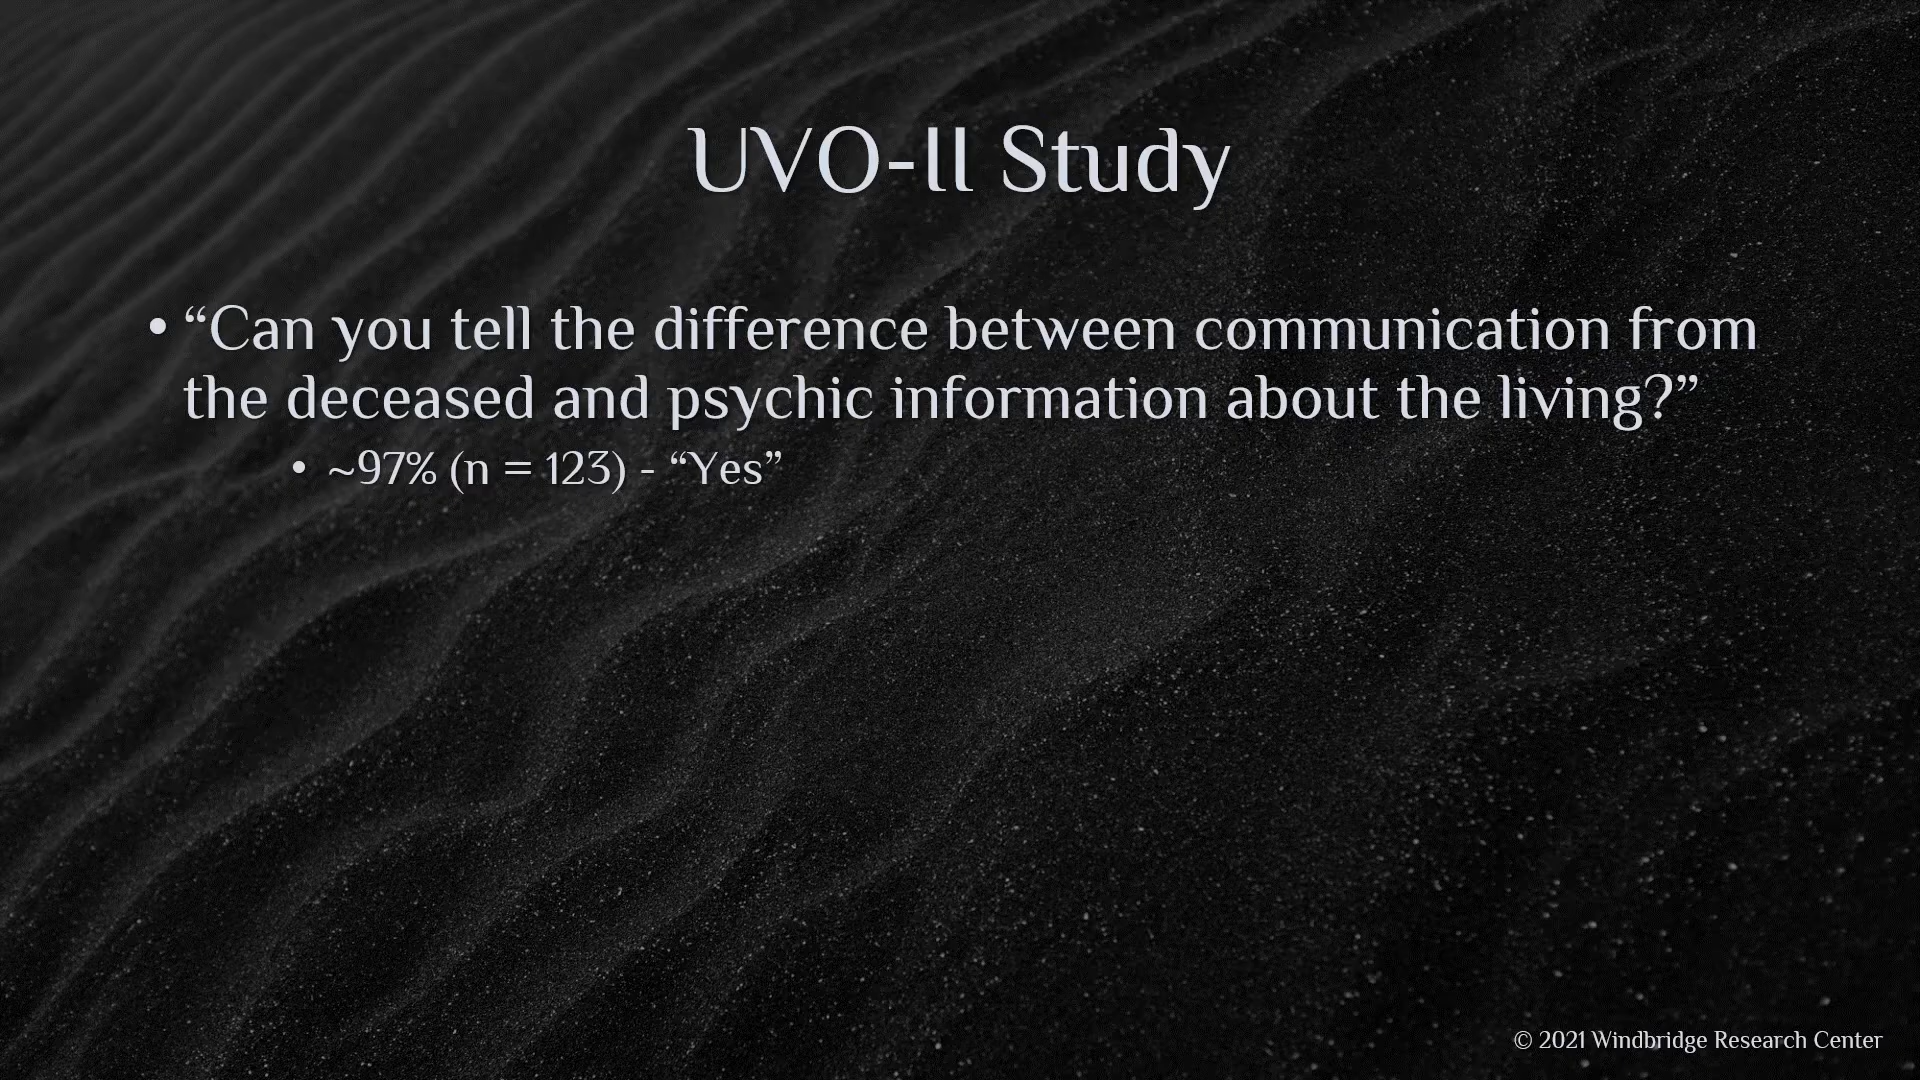 UVO-II Study
• “Can you tell the difference between communication from
the deceased and psychic information about the living?”
• ~97% (n = 123) - “Yes”
© 2021 Windbridge Research Center